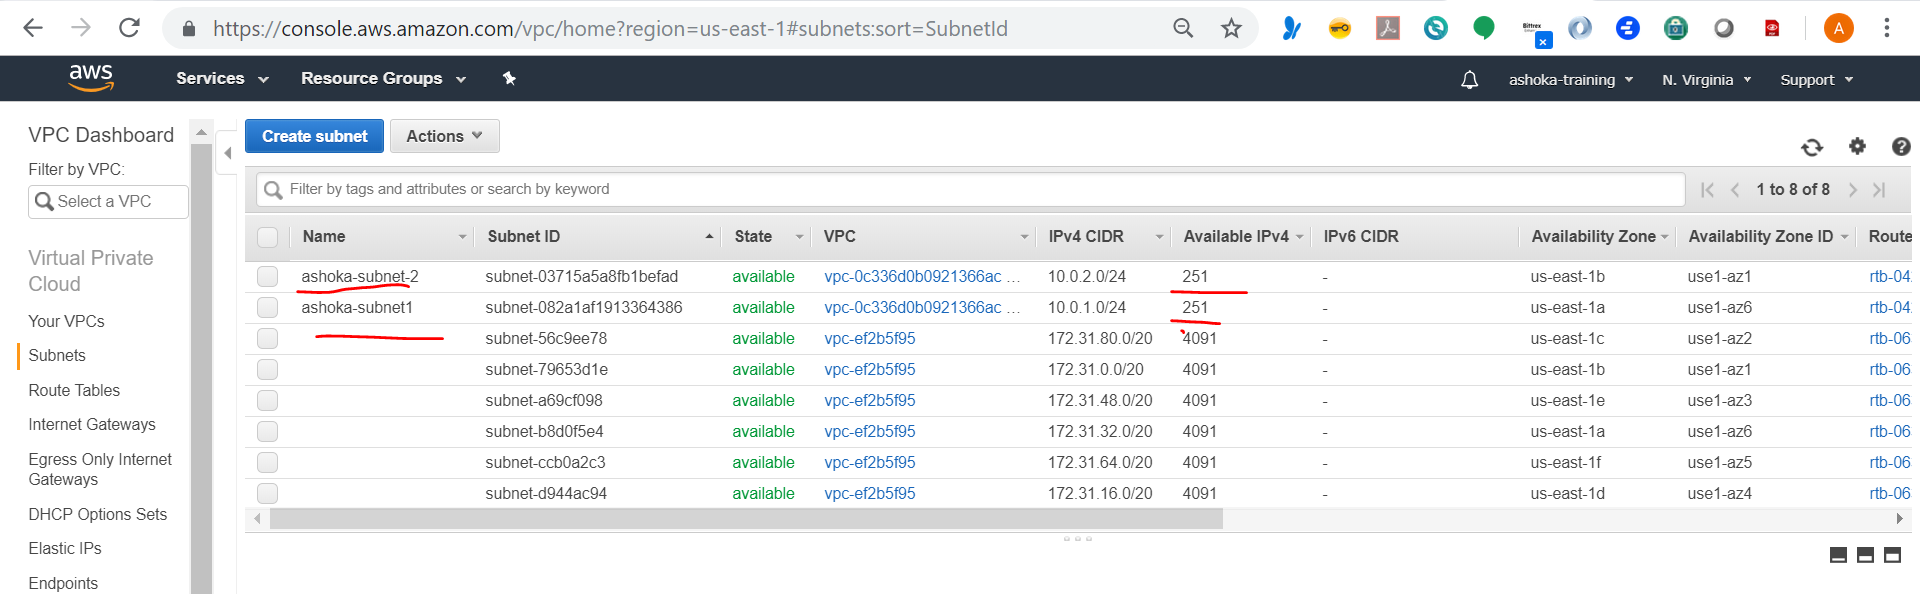 https://console.aws.amazon.com/vpc/home?region=us-east-1#subnets:sort=SubnetId
Bittrex
A
aws Services Resource Groups ashoka-training N. Virginia Support
VPC Dashboard
Filter by VPC:
Select a VPC
Virtual Private
Cloud
Your VPCs
Subnets
Route Tables
Internet Gateways
Egress Only Internet
Gateways
DHCP Options Sets
Elastic IPs
Endpoints
Create subnet Actions
Filter by tags and attributes or search by keyword 1 to 8 of 8
Name Subnet ID State VPC IPv4 CIDR Available IPv4 IPv6 CIDR Availability Zone Availability Zone ID Route
ashoka-subnet-2 subnet-03715a5a8fb1befad available vpc-0c336d0b0921366ac ... 10.0.2.0/24 251 - us-east-1b use1-az1 rtb-04
ashoka-subnet1 subnet-082a1af1913364386 available vpc-0c336d0b0921366ac ... 10.0.1.0/24 251 - us-east-1a use1-az6 rtb-04
subnet-56c9ee78 available vpc-ef2b5f95 172.31.80.0/20 4091 - us-east-1c use1-az2 rtb-06
subnet-79653d1e available vpc-ef2b5f95 172.31.0.0/20 4091 - us-east-1b use1-az1 rtb-06
subnet-a69cf098 available vpc-ef2b5f95 172.31.48.0/20 4091 - us-east-1e use1-az3 rtb-06
subnet-b8d0f5e4 available vpc-ef2b5f95 172.31.32.0/20 4091 - us-east-1a use1-az6 rtb-06
subnet-ccb0a2c3 available vpc-ef2b5f95 172.31.64.0/20 4091 - us-east-1f use1-az5 rtb-06
subnet-d944ac94 available vpc-ef2b5f95 172.31.16.0/20 4091 - us-east-1d use1-az4 rtb-06